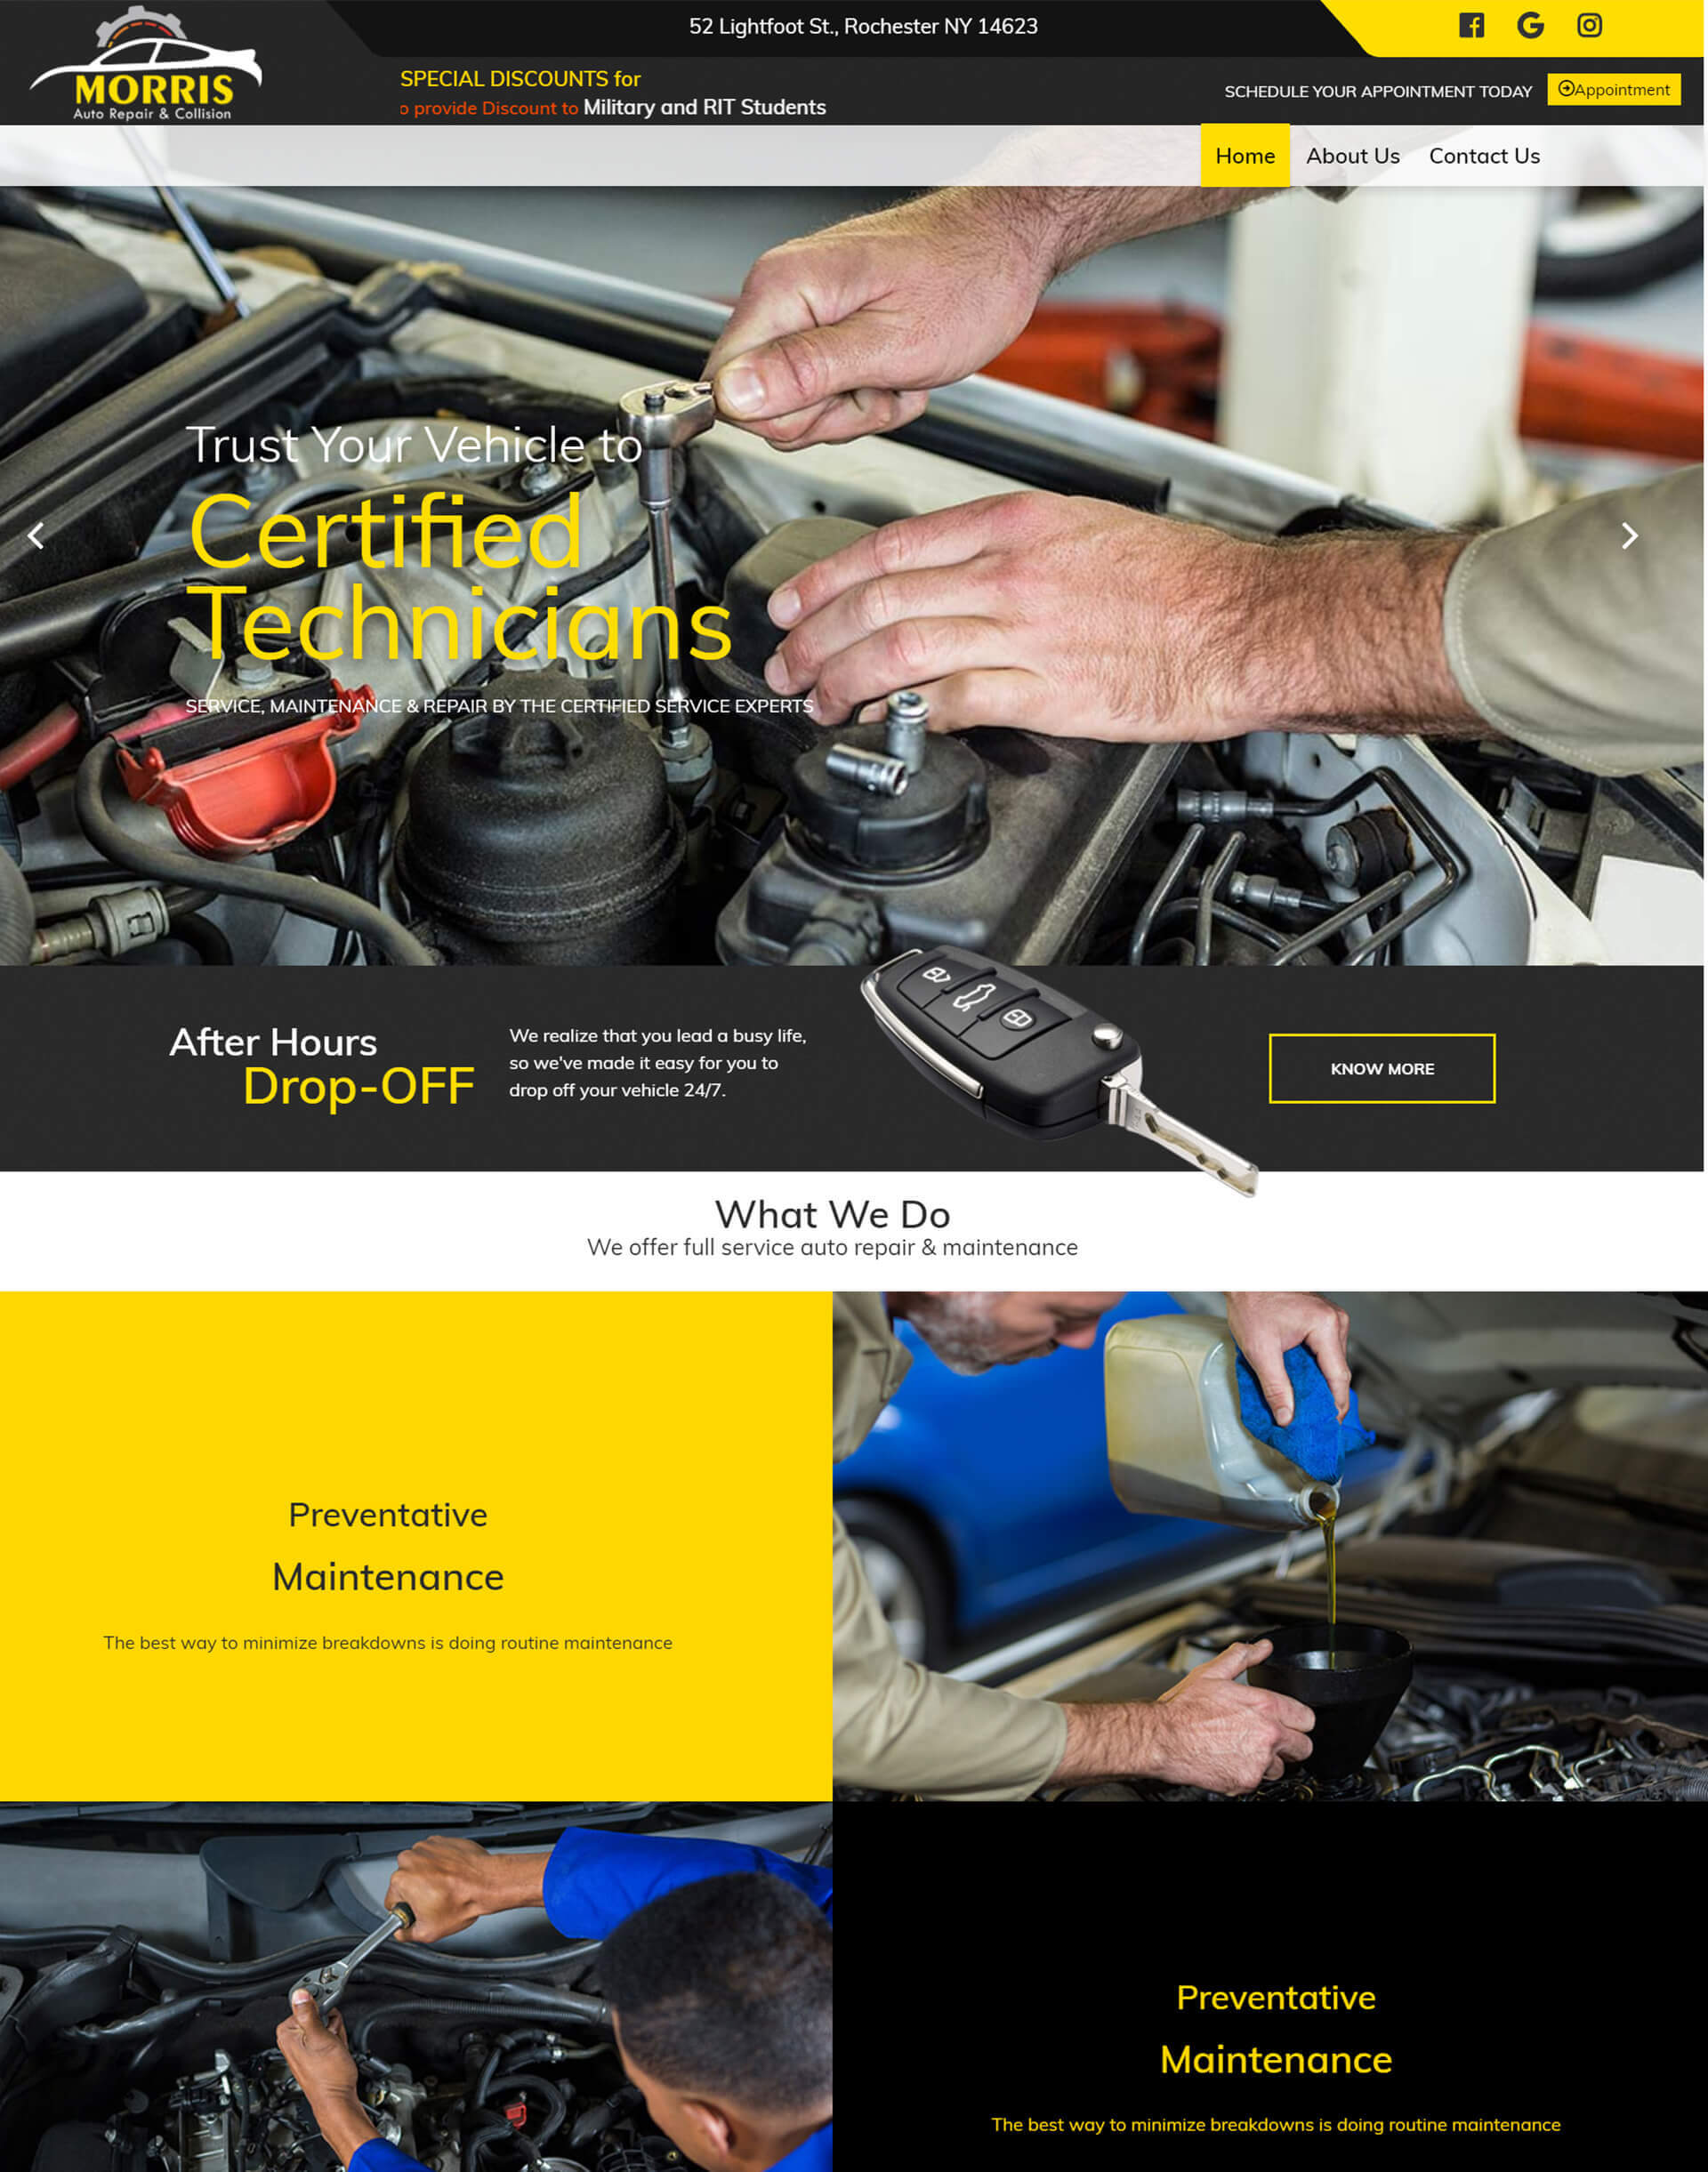 52 Lightfoot St., Rochester NY 14623
MORRIS
Auto Repair & Collision
SPECIAL DISCOUNTS for
o provide Discount to Military and RIT Students
SCHEDULE YOUR APPOINTMENT TODAY
Appointment
Home
About Us
Contact Us
Trust Your Vehicle to
Certified
Technicians
SERVICE, MAINTENANCE & REPAIR BY THE CERTIFIED SERVICE EXPERTS
After Hours
Drop-OFF
We realize that you lead a busy life,
so we've made it easy for you to
drop off your vehicle 24/7.
KNOW MORE
What We Do
We offer full service auto repair & maintenance
Preventative
Maintenance
The best way to minimize breakdowns is doing routine maintenance
Preventative
Maintenance
The best way to minimize breakdowns is doing routine maintenance